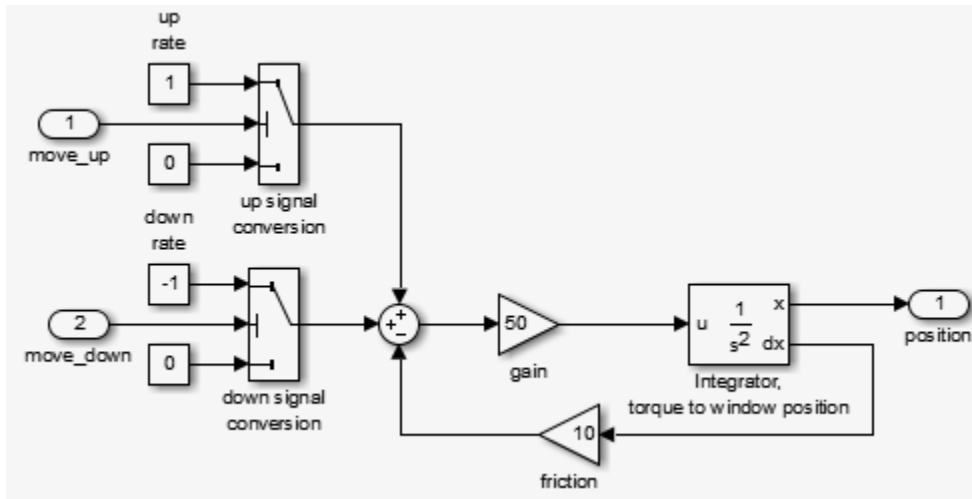 up
rate
1
1
move_up
0
up signal
conversion
down
rate
-1
2
move_down
0
down signal
conversion
+
+
−
50
gain
u
1
s2
x
dx
Integrator,
torque to window position
1
position
10
friction